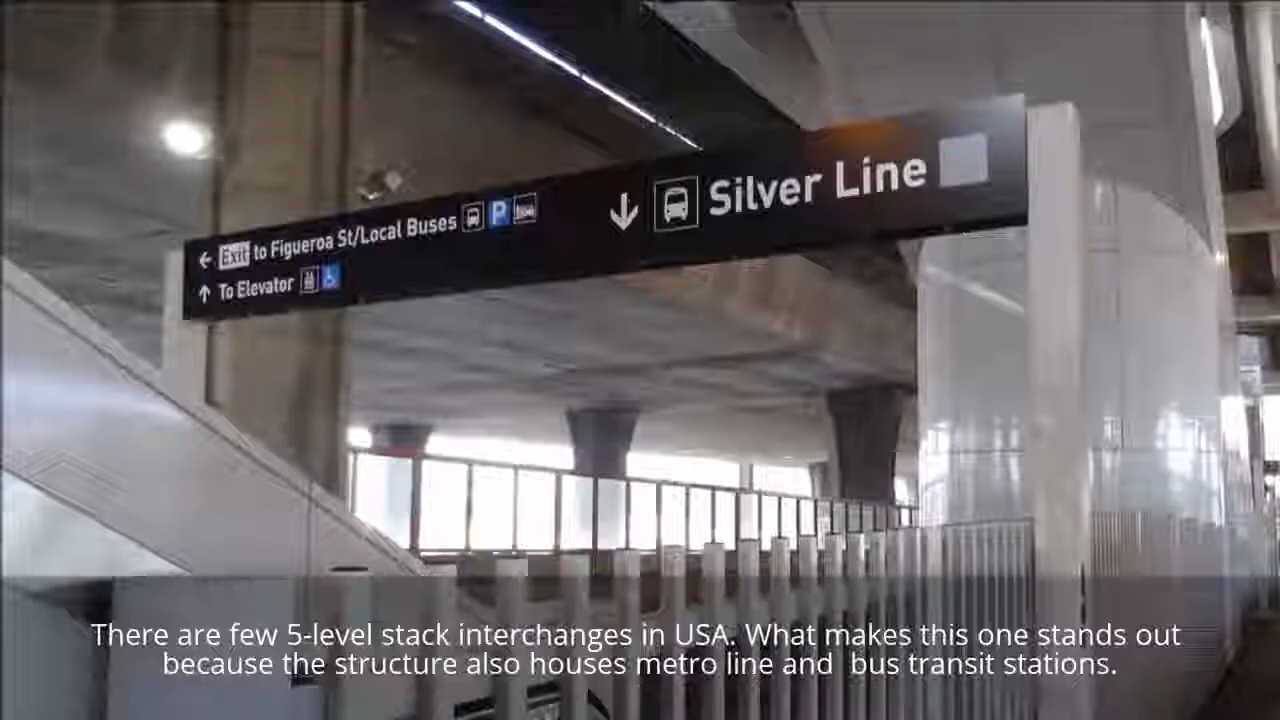 ← Exit to Figueroa St/Local Buses P
↑ To Elevator
↓ Silver Line
There are few 5-level stack interchanges in USA. What makes this one stands out
because the structure also houses metro line and  bus transit stations.